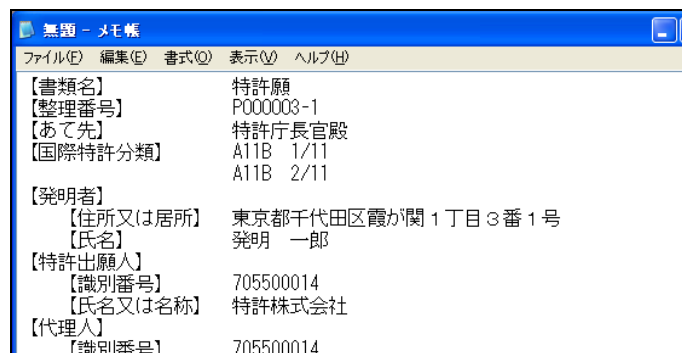 無題 - メモ帳
ファイル(F) 編集(E) 書式(O) 表示(V) ヘルプ(H)
【書類名】 特許願
【整理番号】 P000003-1
【あて先】 特許庁長官殿
【国際特許分類】 A11B 1/11
A11B 2/11
【発明者】
【住所又は居所】 東京都千代田区霞が関１丁目３番１号
【氏名】 発明　一郎
【特許出願人】
【識別番号】 705500014
【氏名又は名称】 特許株式会社
【代理人】
【識別番号】 705500014